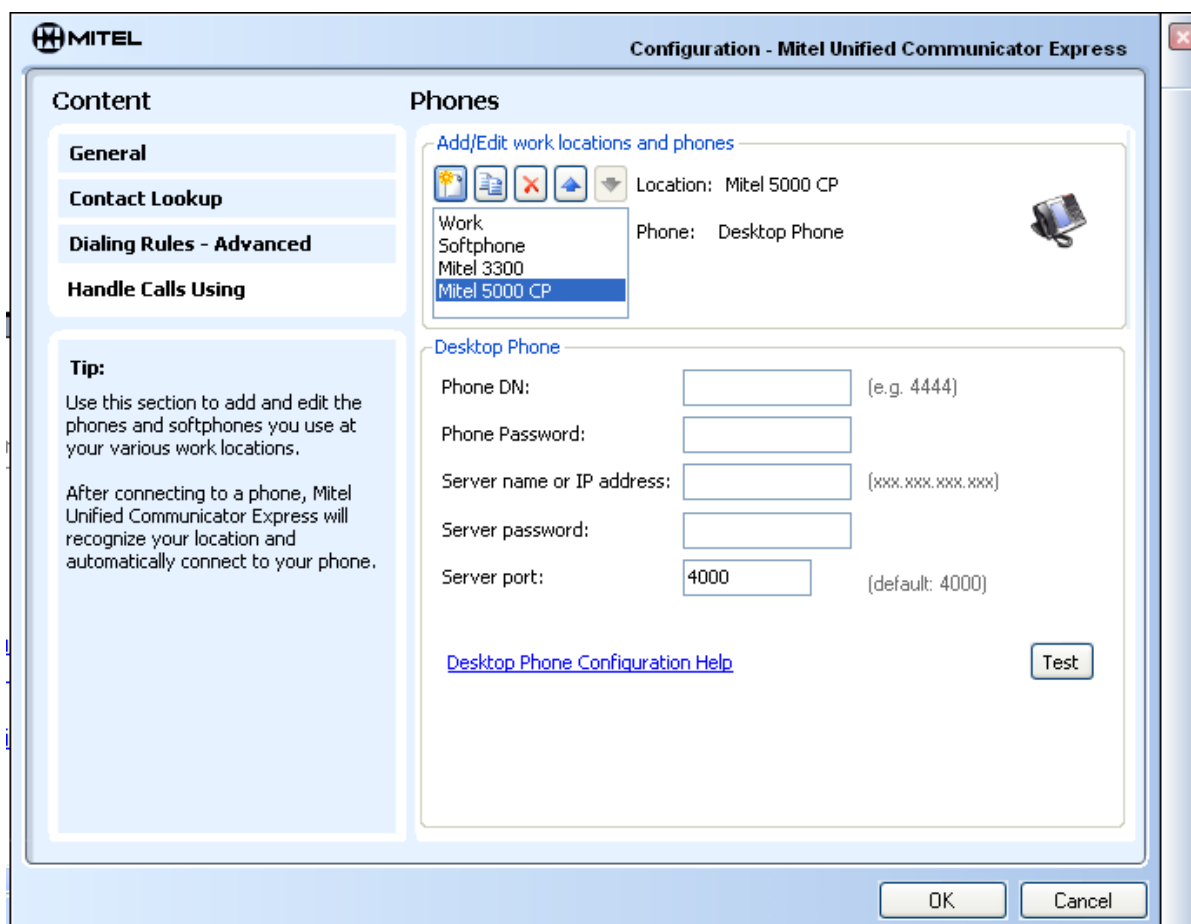 MITEL
Configuration - Mitel Unified Communicator Express
Content
General
Contact Lookup
Dialing Rules - Advanced
Handle Calls Using
Tip:
Use this section to add and edit the
phones and softphones you use at
your various work locations.
After connecting to a phone, Mitel
Unified Communicator Express will
recognize your location and
automatically connect to your phone.
Phones
Add/Edit work locations and phones
Location: Mitel 5000 CP
Phone: Desktop Phone
Work
Softphone
Mitel 3300
Mitel 5000 CP
Desktop Phone
Phone DN: (e.g. 4444)
Phone Password:
Server name or IP address: (xxx.xxx.xxx.xxx)
Server password:
Server port: 4000 (default: 4000)
Desktop Phone Configuration Help
Test
OK
Cancel